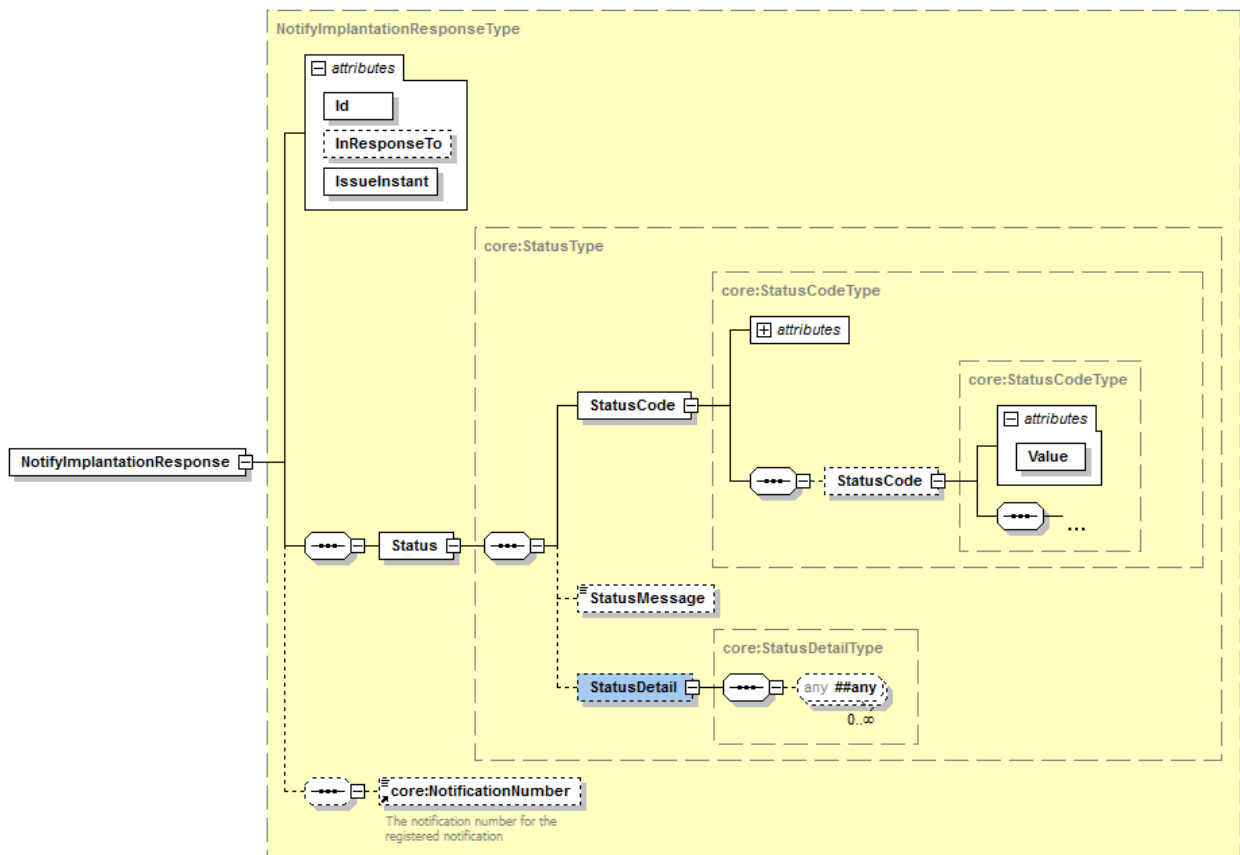 NotifyImplantationResponseType
attributes
Id
InResponseTo
IssueInstant
core:StatusType
core:StatusCodeType
attributes
core:StatusCodeType
StatusCode
attributes
Value
StatusCode
NotifyImplantationResponse
...
Status
StatusMessage
core:StatusDetailType
StatusDetail
any ##any
0..∞
core:NotificationNumber
The notification number for the
registered notification